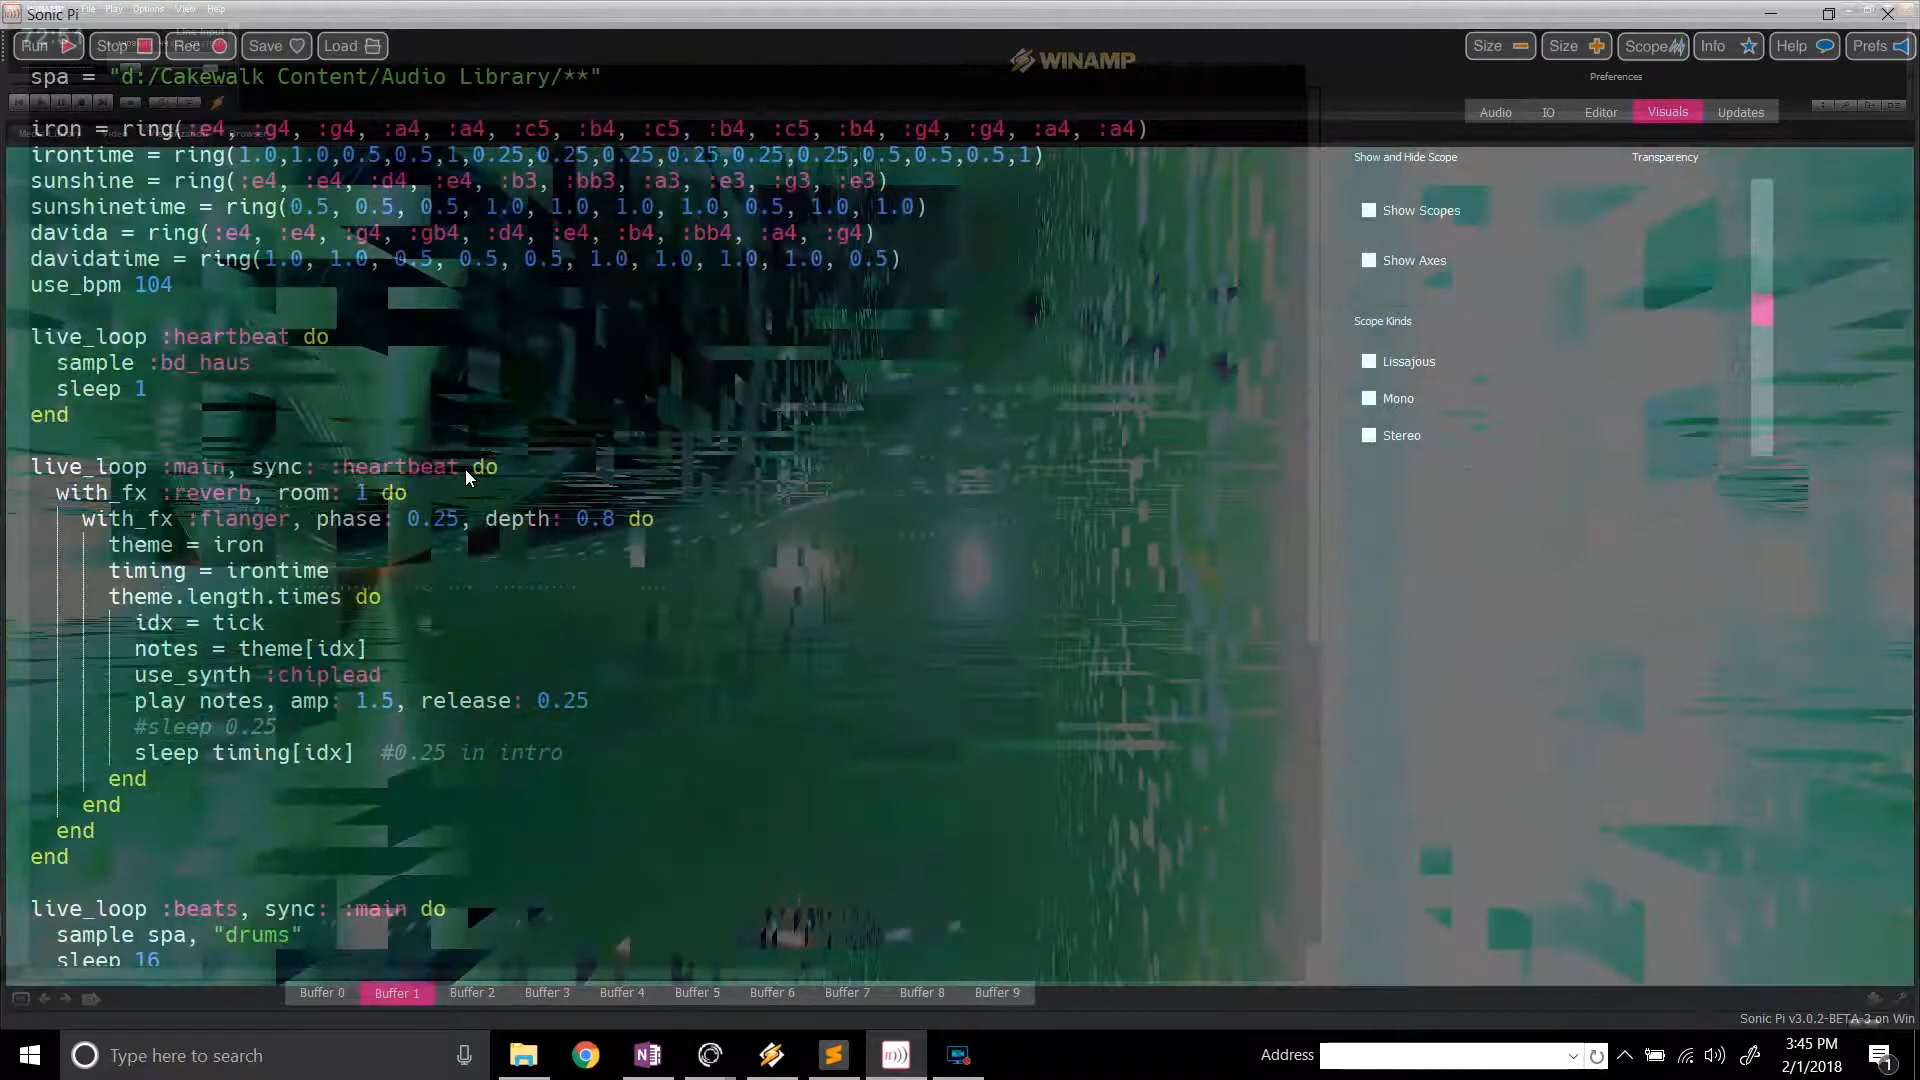 Sonic Pi
File Play Options View Help
Run Stop Rec Save Load
WINAMP
Size Size Scope Info Help Prefs
Preferences
Audio IO Editor Visuals Updates
Show and Hide Scope Transparency
Show Scopes
Show Axes
Scope Kinds
Lissajous
Mono
Stereo
spa = "d:/Cakewalk Content/Audio Library/**"
iron = ring(:e4, :g4, :g4, :a4, :a4, :c5, :b4, :c5, :b4, :c5, :b4, :g4, :g4, :a4, :a4)
irontime = ring(1.0,1.0,0.5,0.5,1,0.25,0.25,0.25,0.25,0.25,0.25,0.5,0.5,0.5,1)
sunshine = ring(:e4, :e4, :d4, :e4, :b3, :bb3, :a3, :e3, :g3, :e3)
sunshinetime = ring(0.5, 0.5, 0.5, 1.0, 1.0, 1.0, 1.0, 0.5, 1.0, 1.0)
davida = ring(:e4, :e4, :g4, :gb4, :d4, :e4, :b4, :bb4, :a4, :g4)
davidatime = ring(1.0, 1.0, 0.5, 0.5, 0.5, 1.0, 1.0, 1.0, 1.0, 0.5)
use_bpm 104
live_loop :heartbeat do
sample :bd_haus
sleep 1
end
live_loop :main, sync: :heartbeat do
with_fx :reverb, room: 1 do
with_fx :flanger, phase: 0.25, depth: 0.8 do
theme = iron
timing = irontime
theme.length.times do
idx = tick
notes = theme[idx]
use_synth :chiplead
play notes, amp: 1.5, release: 0.25
#sleep 0.25
sleep timing[idx] #0.25 in intro
end
end
end
end
live_loop :beats, sync: :main do
sample spa, "drums"
sleep 16
Buffer 0 Buffer 1 Buffer 2 Buffer 3 Buffer 4 Buffer 5 Buffer 6 Buffer 7 Buffer 8 Buffer 9
Sonic Pi v3.0.2-BETA-3 on Win
Type here to search
Address
3:45 PM
2/1/2018
1